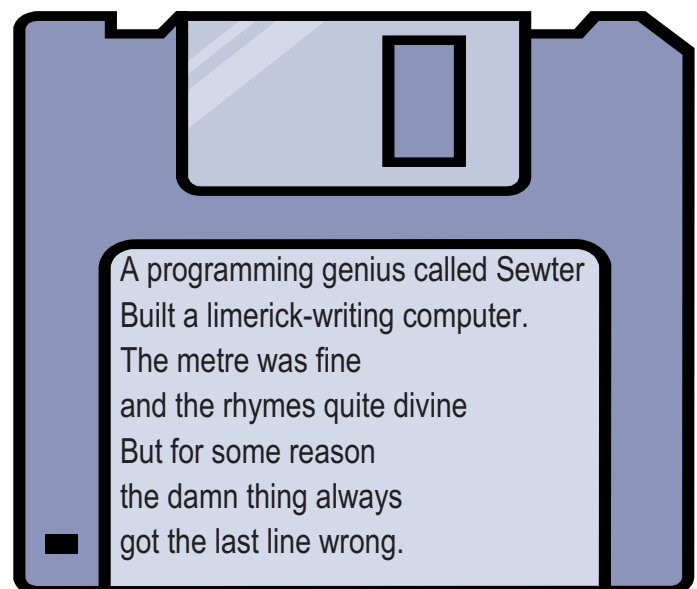 A programming genius called Sewter
Built a limerick-writing computer.
The metre was fine
and the rhymes quite divine
But for some reason
the damn thing always
got the last line wrong.